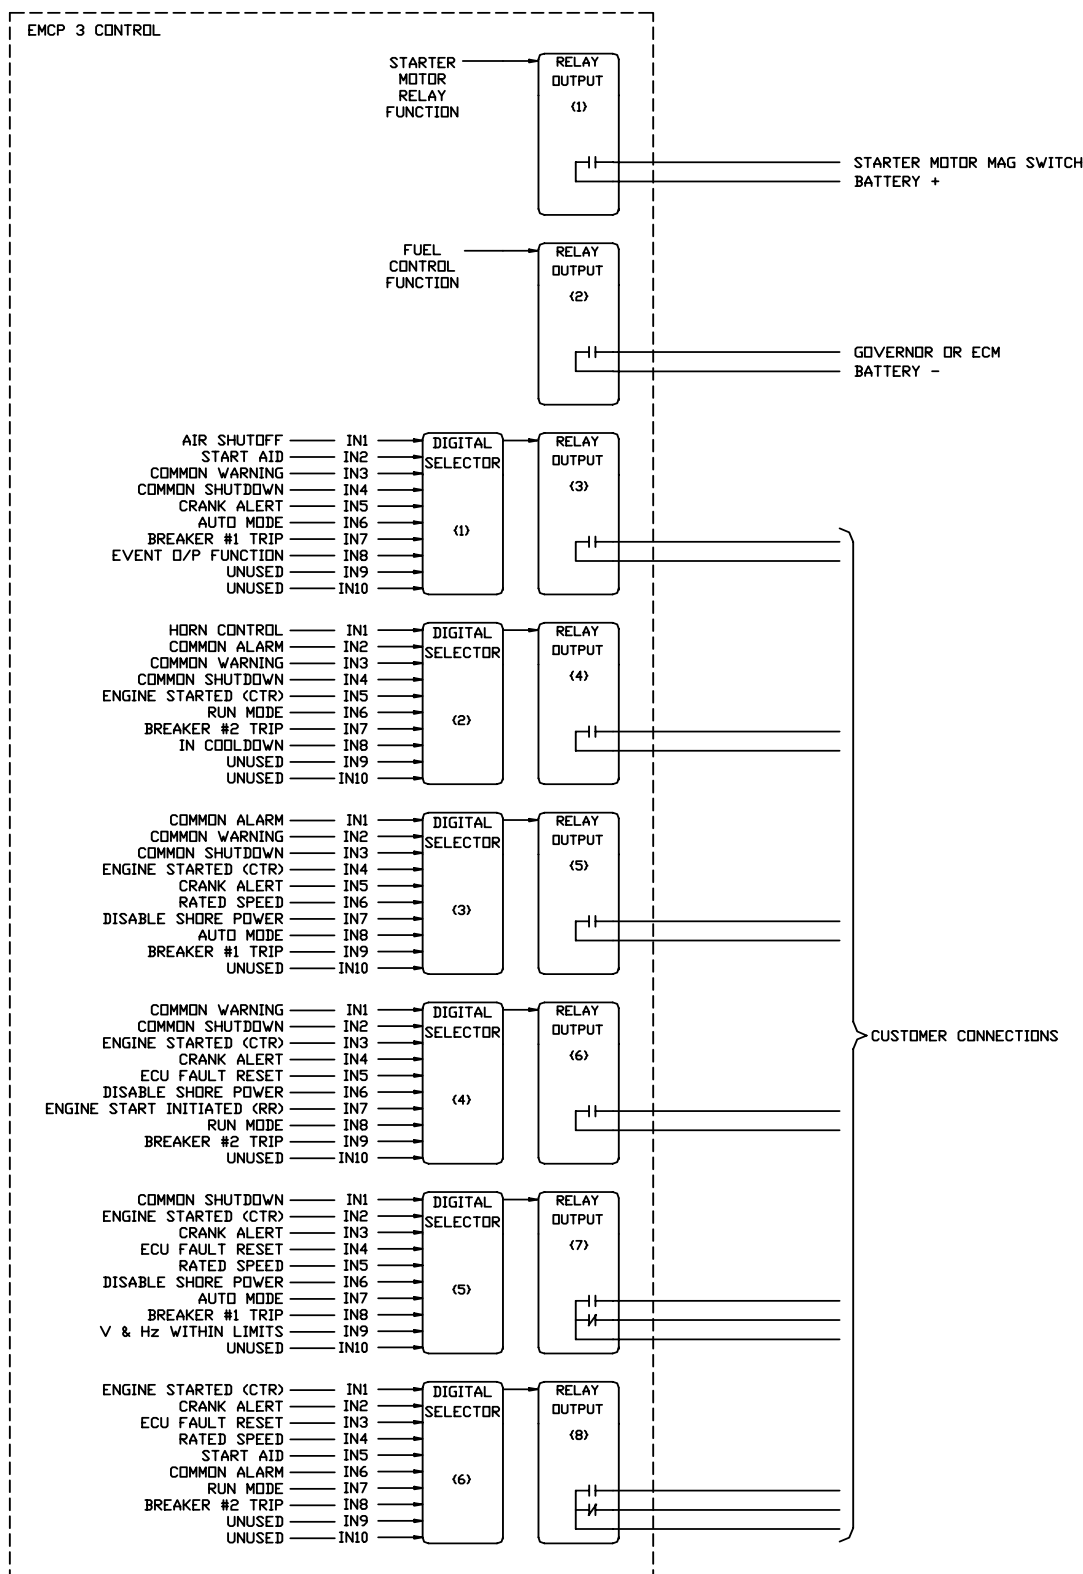 EMCP 3 CONTROL
STARTER
MOTOR
RELAY
FUNCTION
RELAY
OUTPUT
(1)
STARTER MOTOR MAG SWITCH
BATTERY +
FUEL
CONTROL
FUNCTION
RELAY
OUTPUT
(2)
GOVERNOR OR ECM
BATTERY -
AIR SHUTOFF IN1
START AID IN2
COMMON WARNING IN3
COMMON SHUTDOWN IN4
CRANK ALERT IN5
AUTO MODE IN6
BREAKER #1 TRIP IN7
EVENT O/P FUNCTION IN8
UNUSED IN9
UNUSED IN10
DIGITAL
SELECTOR
(1)
RELAY
OUTPUT
(3)
HORN CONTROL IN1
COMMON ALARM IN2
COMMON WARNING IN3
COMMON SHUTDOWN IN4
ENGINE STARTED (CTR) IN5
RUN MODE IN6
BREAKER #2 TRIP IN7
IN COOLDOWN IN8
UNUSED IN9
UNUSED IN10
DIGITAL
SELECTOR
(2)
RELAY
OUTPUT
(4)
COMMON ALARM IN1
COMMON WARNING IN2
COMMON SHUTDOWN IN3
ENGINE STARTED (CTR) IN4
CRANK ALERT IN5
RATED SPEED IN6
DISABLE SHORE POWER IN7
AUTO MODE IN8
BREAKER #1 TRIP IN9
UNUSED IN10
DIGITAL
SELECTOR
(3)
RELAY
OUTPUT
(5)
COMMON WARNING IN1
COMMON SHUTDOWN IN2
ENGINE STARTED (CTR) IN3
CRANK ALERT IN4
ECU FAULT RESET IN5
DISABLE SHORE POWER IN6
ENGINE START INITIATED (RR) IN7
RUN MODE IN8
BREAKER #2 TRIP IN9
UNUSED IN10
DIGITAL
SELECTOR
(4)
RELAY
OUTPUT
(6)
CUSTOMER CONNECTIONS
COMMON SHUTDOWN IN1
ENGINE STARTED (CTR) IN2
CRANK ALERT IN3
ECU FAULT RESET IN4
RATED SPEED IN5
DISABLE SHORE POWER IN6
AUTO MODE IN7
BREAKER #1 TRIP IN8
V & Hz WITHIN LIMITS IN9
UNUSED IN10
DIGITAL
SELECTOR
(5)
RELAY
OUTPUT
(7)
ENGINE STARTED (CTR) IN1
CRANK ALERT IN2
ECU FAULT RESET IN3
RATED SPEED IN4
START AID IN5
COMMON ALARM IN6
RUN MODE IN7
BREAKER #2 TRIP IN8
UNUSED IN9
UNUSED IN10
DIGITAL
SELECTOR
(6)
RELAY
OUTPUT
(8)